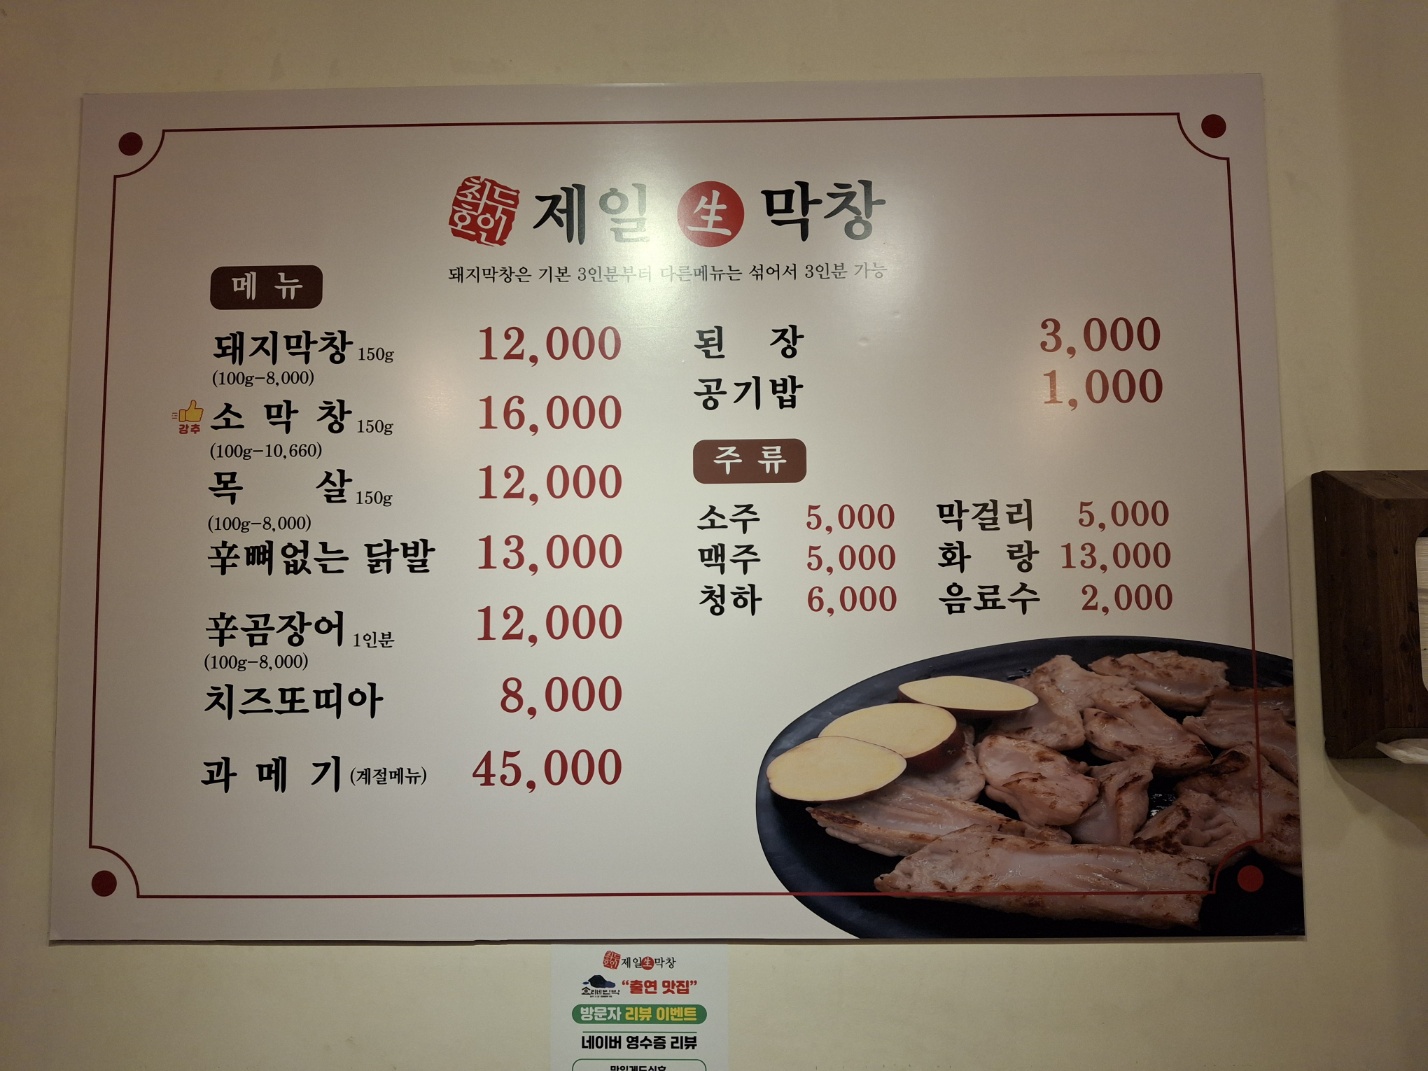 최두호인 제일 生 막창
돼지막창은 기본 3인분부터 다른메뉴는 섞어서 3인분 가능
메 뉴
돼지막창 150g 12,000
(100g-8,000)
강추 소 막 창 150g 16,000
(100g-10,660)
목 살 150g 12,000
(100g-8,000)
辛뼈없는 닭발 13,000
辛곰장어 1인분 12,000
(100g-8,000)
치즈또띠아 8,000
과 메 기 (계절메뉴) 45,000
된 장 3,000
공기밥 1,000
주 류
소주 5,000 막걸리 5,000
맥주 5,000 화 랑 13,000
청하 6,000 음료수 2,000
제일生막창
"출연 맛집"
방문자 리뷰 이벤트
네이버 영수증 리뷰